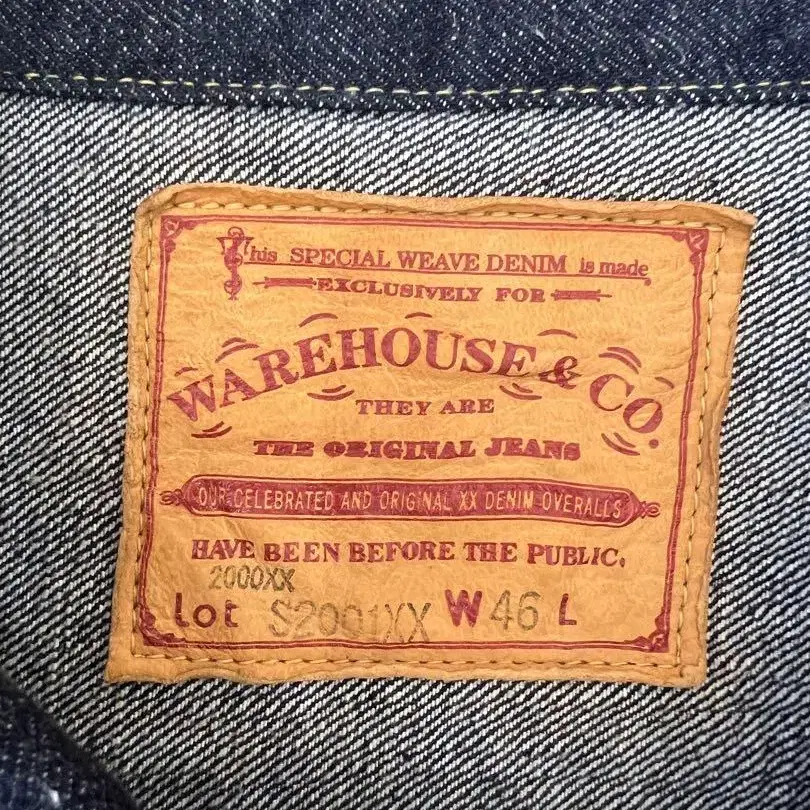 This SPECIAL WEAVE DENIM is made
EXCLUSIVELY FOR
WAREHOUSE & CO.
THEY ARE
THE ORIGINAL JEANS
OUR CELEBRATED AND ORIGINAL XX DENIM OVERALLS
HAVE BEEN BEFORE THE PUBLIC.
2000XX
Lot S2001XX W 46 L